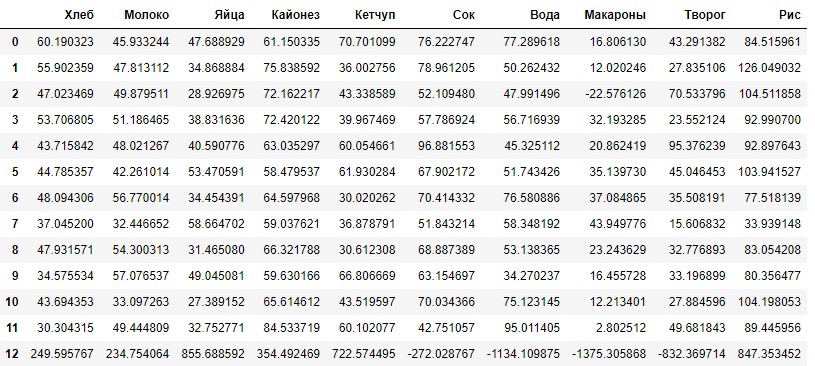 Хлеб Молоко Яйца Кайонез Кетчуп Сок Вода Макароны Творог Рис
0 60.190323 45.933244 47.688929 61.150335 70.701099 76.222747 77.289618 16.806130 43.291382 84.515961
1 55.902359 47.813112 34.868884 75.838592 36.002756 78.961205 50.262432 12.020246 27.835106 126.049032
2 47.023469 49.879511 28.926975 72.162217 43.338589 52.109480 47.991496 -22.576126 70.533796 104.511858
3 53.706805 51.186465 38.831636 72.420122 39.967469 57.786924 56.716939 32.193285 23.552124 92.990700
4 43.715842 48.021267 40.590776 63.035297 60.054661 96.881553 45.325112 20.862419 95.376239 92.897643
5 44.785357 42.261014 53.470591 58.479537 61.930284 67.902172 51.743426 35.139730 45.046453 103.941527
6 48.094306 56.770014 34.454391 64.597968 30.020262 70.414332 76.580886 37.084865 35.508191 77.518139
7 37.045200 32.446652 58.664702 59.037621 36.878791 51.843214 58.348192 43.949776 15.606832 33.939148
8 47.931571 54.300313 31.465080 66.321788 30.612308 68.887389 53.138365 23.243629 32.776893 83.054208
9 34.575534 57.076537 49.045081 59.630166 66.806669 63.154697 34.270237 16.455728 33.196899 80.356477
10 43.694353 33.097263 27.389152 65.614612 43.519597 70.034366 75.123145 12.213401 27.884596 104.198053
11 30.304315 49.444809 32.752771 84.533719 60.102077 42.751057 95.011405 2.802512 49.681843 89.445956
12 249.595767 234.754064 855.688592 354.492469 722.574495 -272.028767 -1134.109875 -1375.305868 -832.369714 847.353452